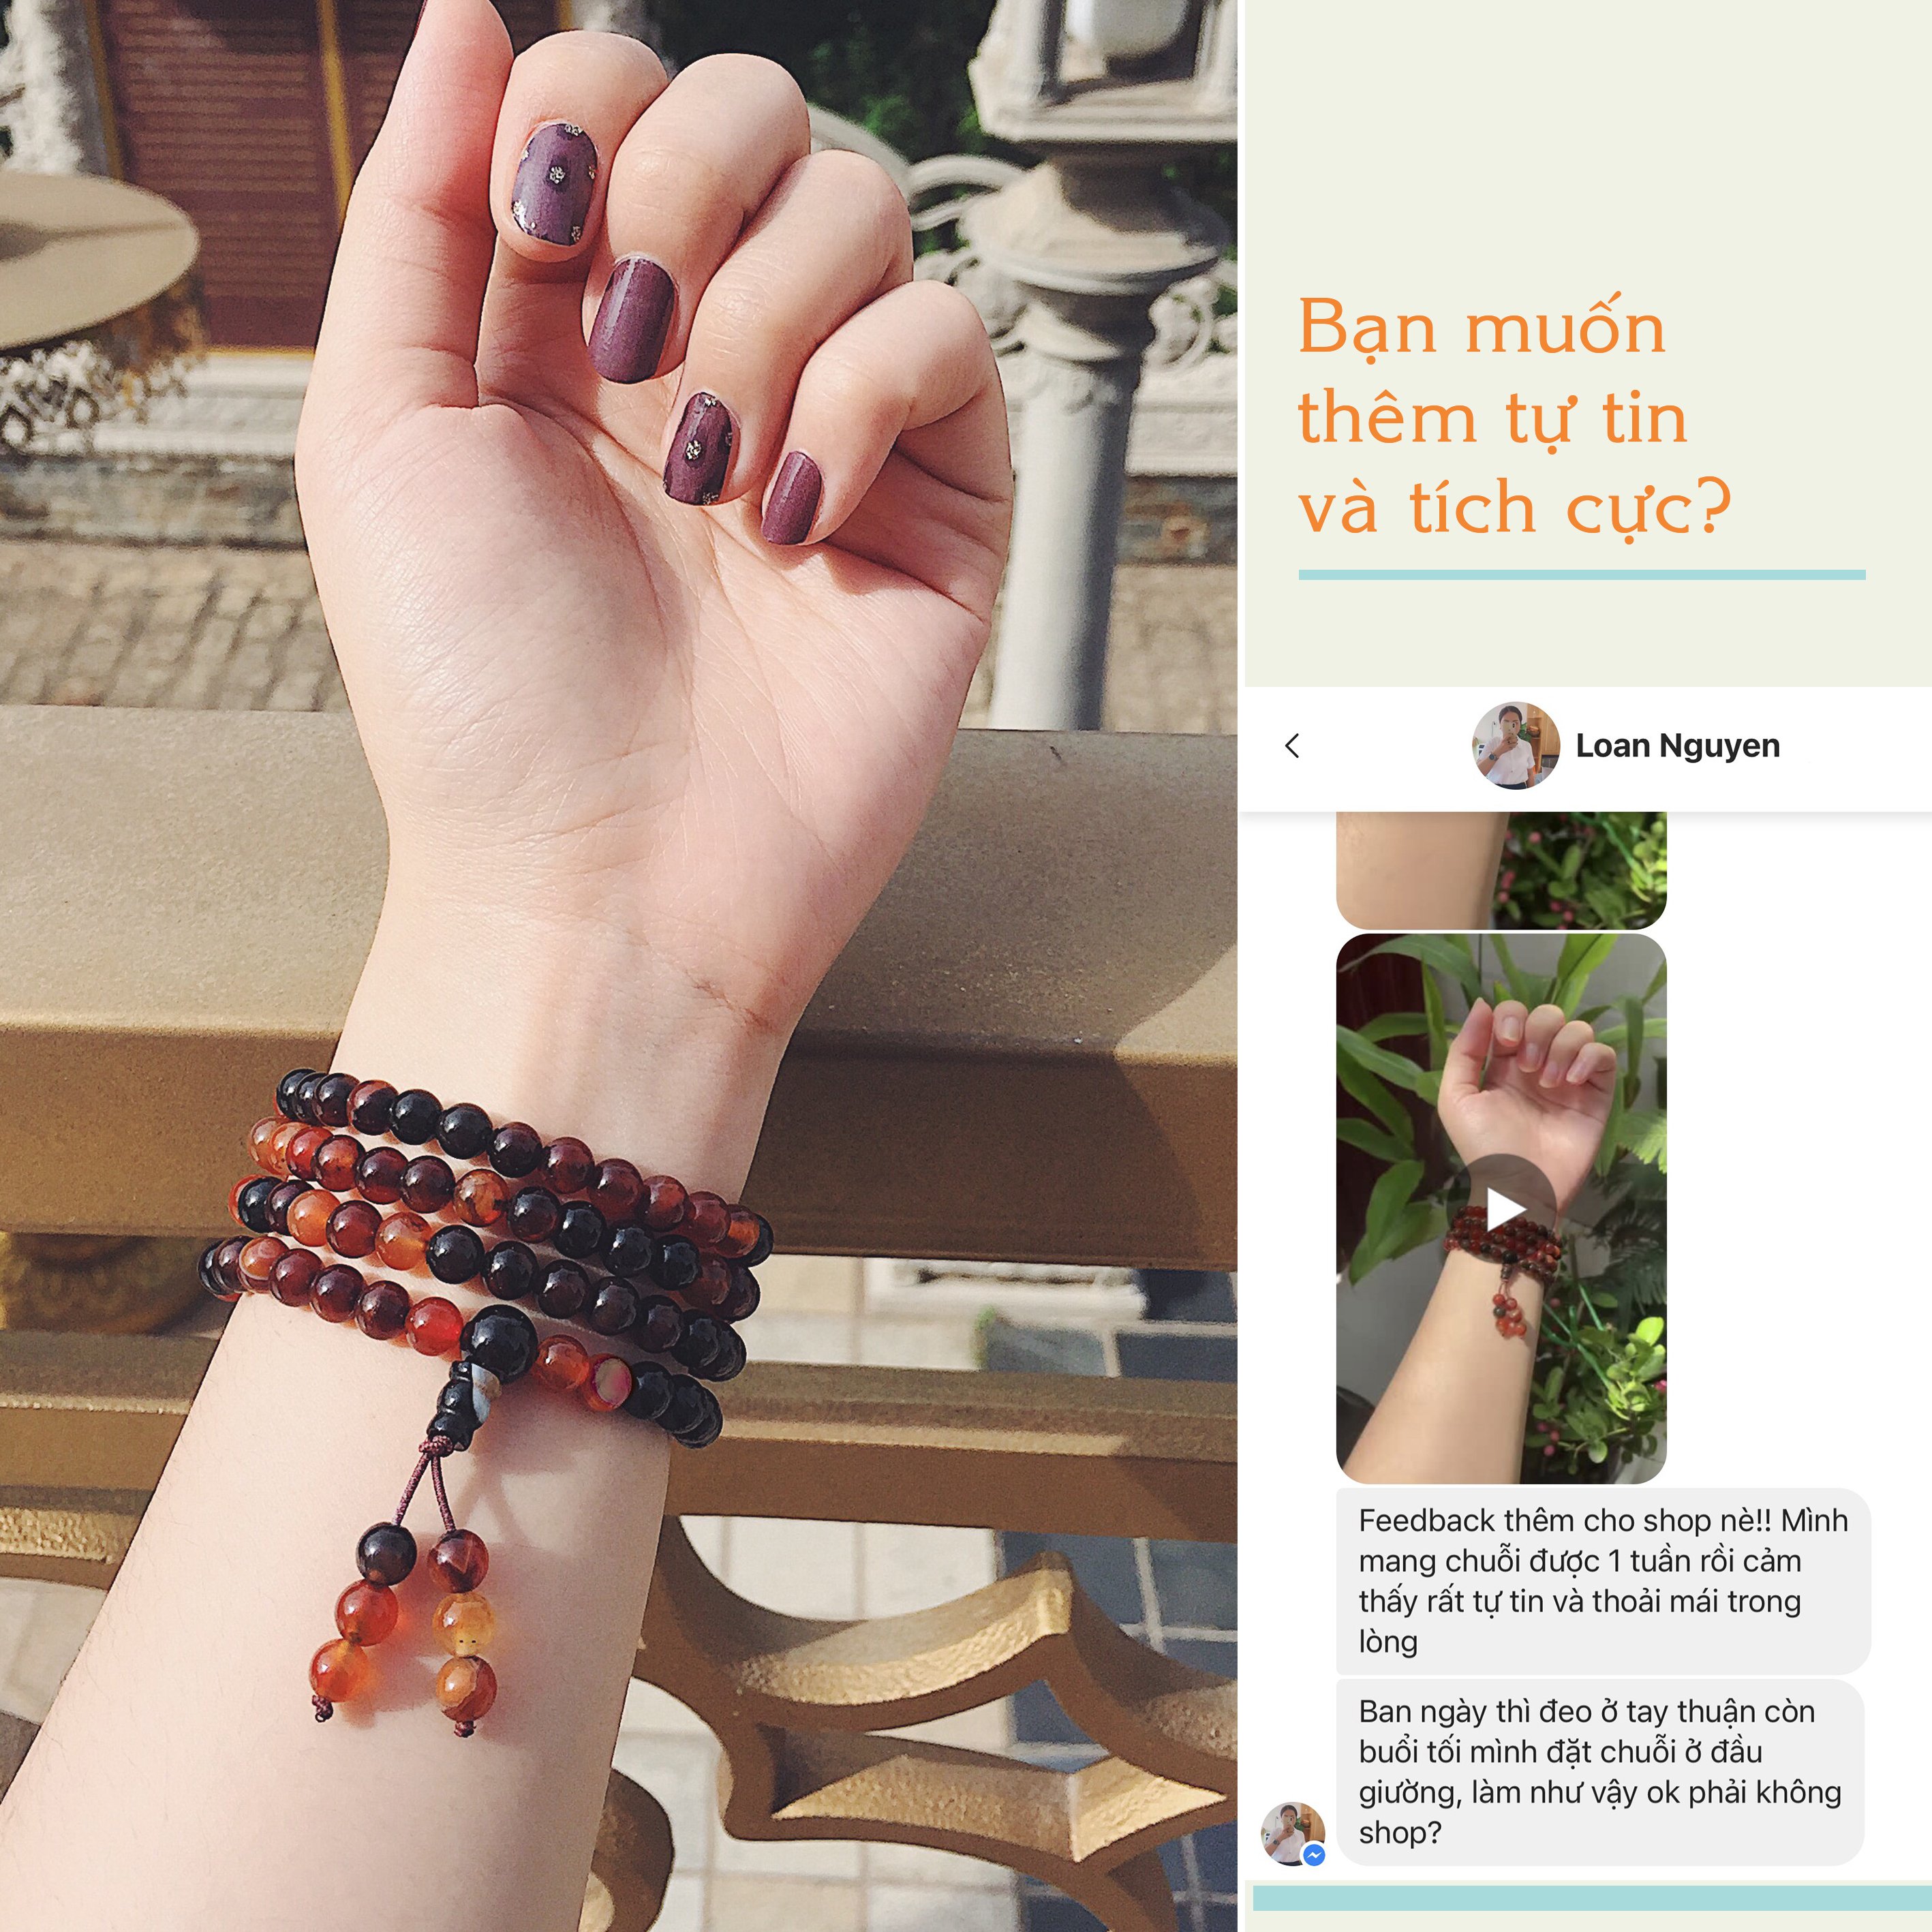 Bạn muốn
thêm tự tin
và tích cực?
Loan Nguyen
Feedback thêm cho shop nè!! Mình
mang chuỗi được 1 tuần rồi cảm
thấy rất tự tin và thoải mái trong
lòng
Ban ngày thì đeo ở tay thuận còn
buổi tối mình đặt chuỗi ở đầu
giường, làm như vậy ok phải không
shop?